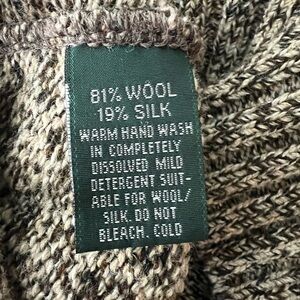 81% WOOL
19% SILK
WARM HAND WASH
IN COMPLETELY
DISSOLVED MILD
DETERGENT SUIT-
ABLE FOR WOOL/
SILK. DO NOT
BLEACH. COLD